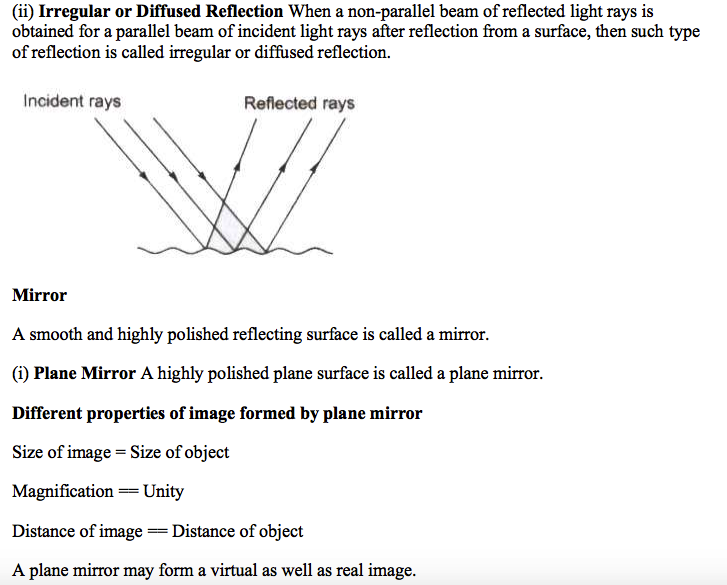 (ii) Irregular or Diffused Reflection When a non-parallel beam of reflected light rays is
obtained for a parallel beam of incident light rays after reflection from a surface, then such type
of reflection is called irregular or diffused reflection.
Incident rays
Reflected rays
Mirror
A smooth and highly polished reflecting surface is called a mirror.
(i) Plane Mirror A highly polished plane surface is called a plane mirror.
Different properties of image formed by plane mirror
Size of image = Size of object
Magnification == Unity
Distance of image == Distance of object
A plane mirror may form a virtual as well as real image.